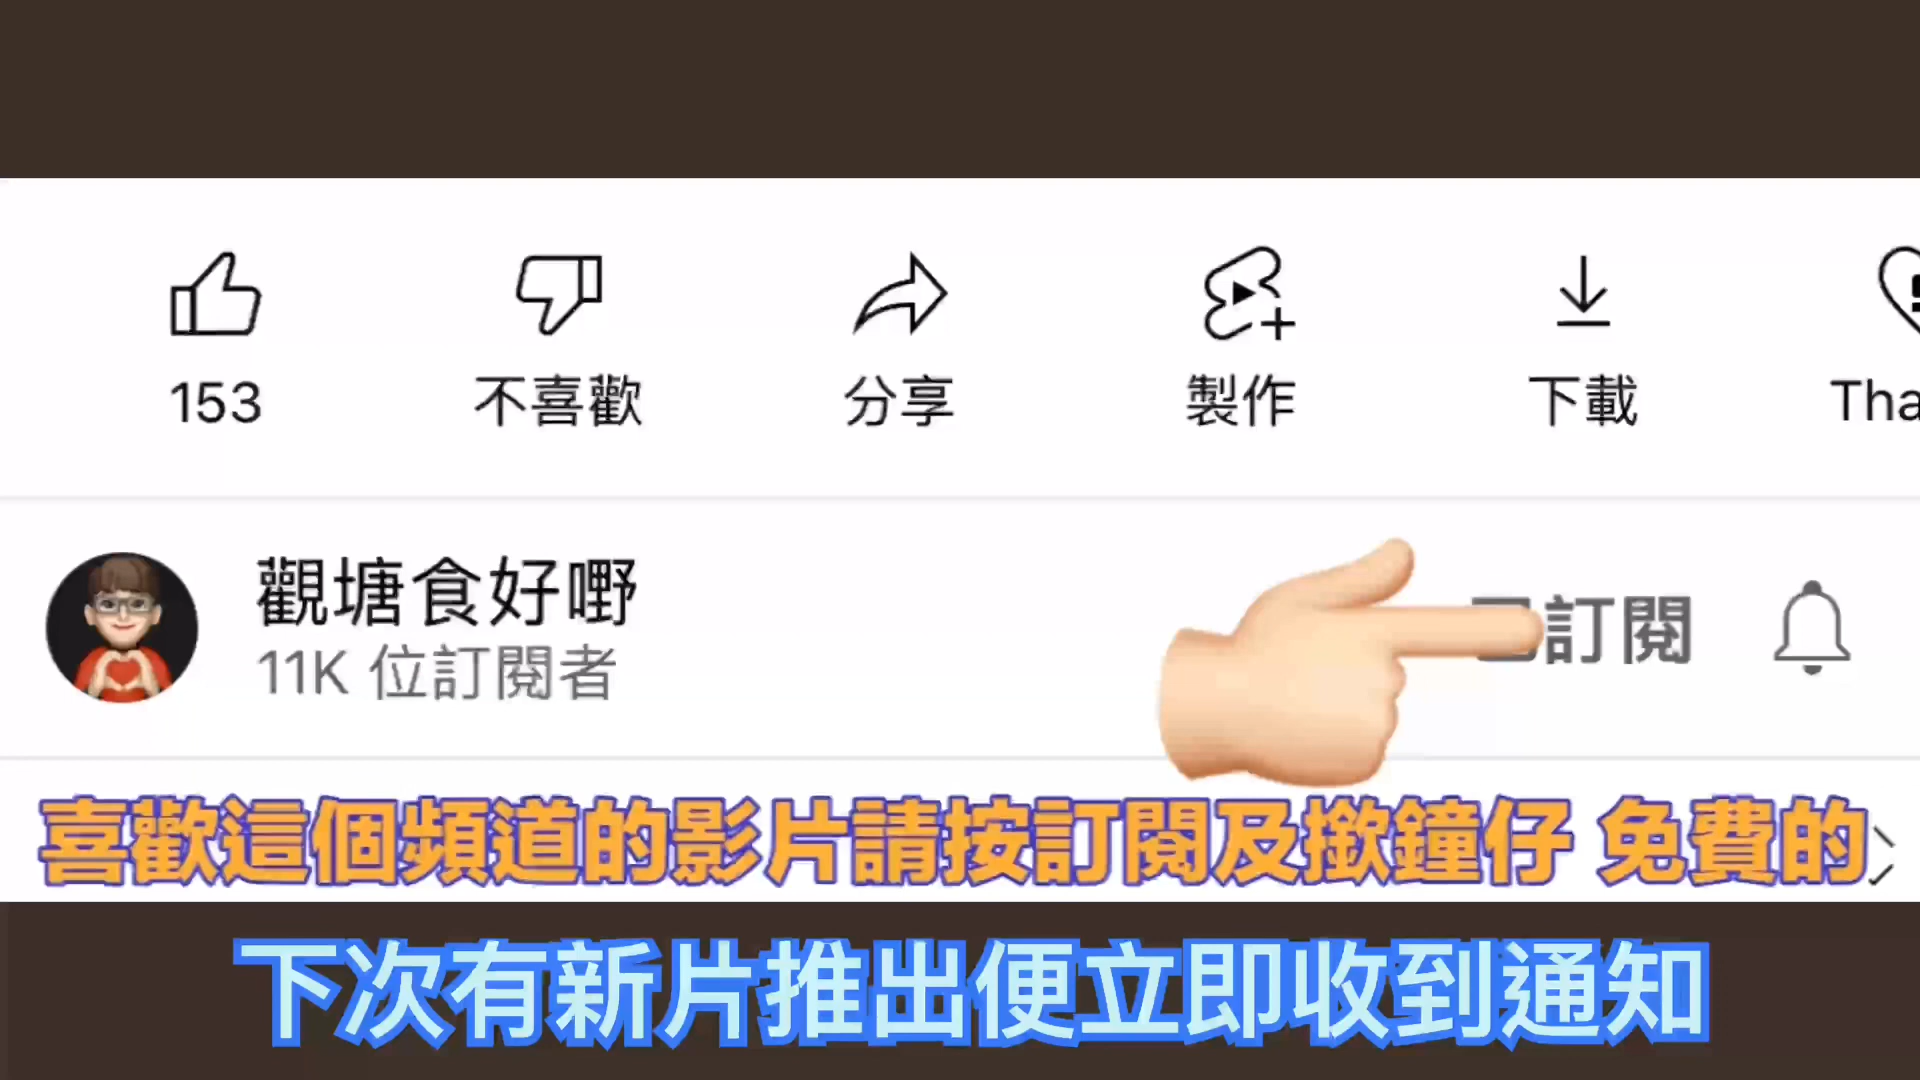 153 不喜歡 分享 製作 下載 Tha
觀塘食好嘢
已訂閱
11K 位訂閱者
喜歡這個頻道的影片請按訂閱及撳鐘仔 免費的
下次有新片推出便立即收到通知